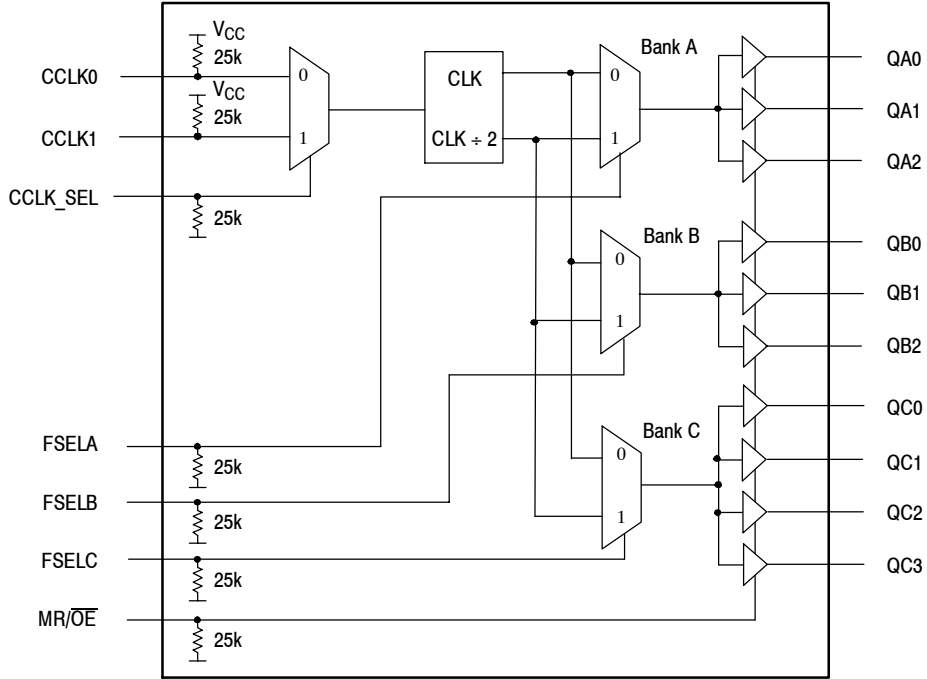 VCC
25k
CCLK0
VCC
25k
CCLK1
CCLK_SEL
25k
0
1
CLK
CLK ÷ 2
Bank A
0
1
QA0
QA1
QA2
Bank B
0
1
QB0
QB1
QB2
Bank C
0
1
QC0
QC1
QC2
QC3
FSELA
25k
FSELB
25k
FSELC
25k
MR/O̅E̅
25k